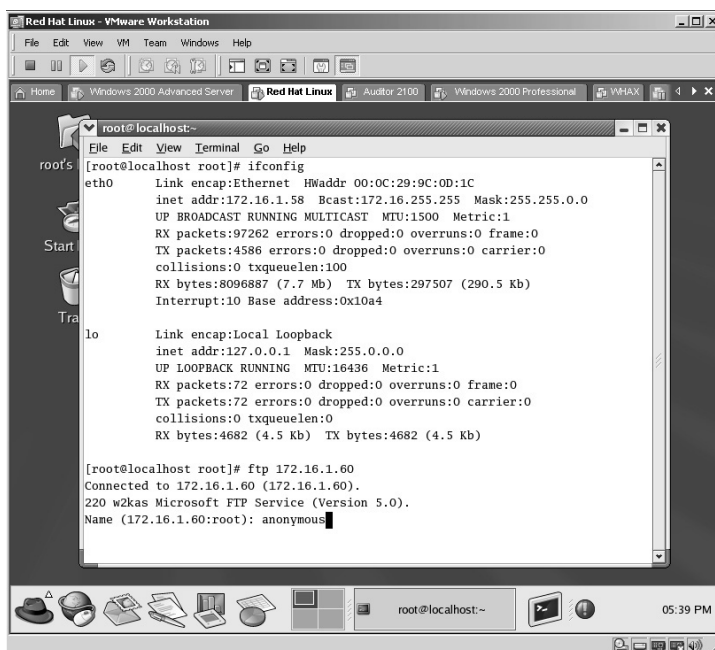 Red Hat Linux - VMware Workstation
File Edit View VM Team Windows Help
Home Windows 2000 Advanced Server Red Hat Linux Auditor 2100 Windows 2000 Professional WHAX
root@localhost:~
File Edit View Terminal Go Help
root's
Start
Tra
[root@localhost root]# ifconfig
eth0 Link encap:Ethernet HWaddr 00:0C:29:9C:0D:1C
inet addr:172.16.1.58 Bcast:172.16.255.255 Mask:255.255.0.0
UP BROADCAST RUNNING MULTICAST MTU:1500 Metric:1
RX packets:97262 errors:0 dropped:0 overruns:0 frame:0
TX packets:4586 errors:0 dropped:0 overruns:0 carrier:0
collisions:0 txqueuelen:100
RX bytes:8096887 (7.7 Mb) TX bytes:297507 (290.5 Kb)
Interrupt:10 Base address:0x10a4
lo Link encap:Local Loopback
inet addr:127.0.0.1 Mask:255.0.0.0
UP LOOPBACK RUNNING MTU:16436 Metric:1
RX packets:72 errors:0 dropped:0 overruns:0 frame:0
TX packets:72 errors:0 dropped:0 overruns:0 carrier:0
collisions:0 txqueuelen:0
RX bytes:4682 (4.5 Kb) TX bytes:4682 (4.5 Kb)
[root@localhost root]# ftp 172.16.1.60
Connected to 172.16.1.60 (172.16.1.60).
220 w2kas Microsoft FTP Service (Version 5.0).
Name (172.16.1.60:root): anonymous
root@localhost:~
05:39 PM